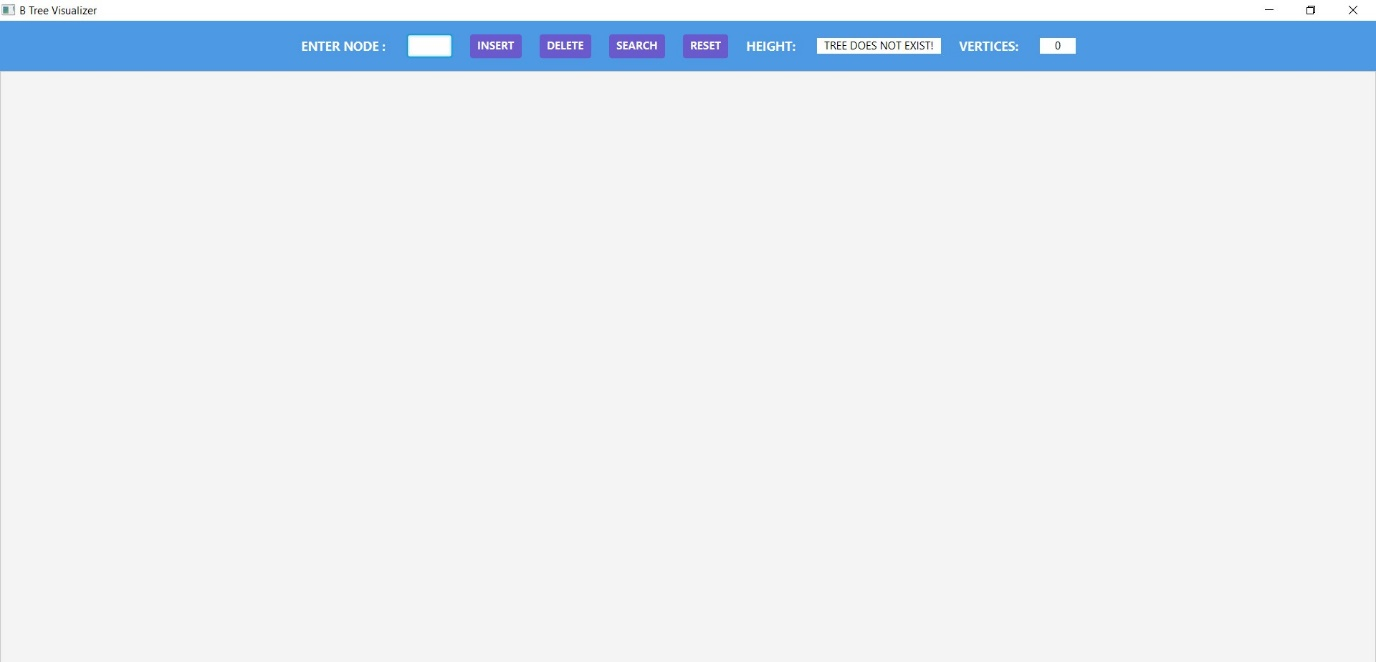 B Tree Visualizer
ENTER NODE : INSERT DELETE SEARCH RESET HEIGHT: TREE DOES NOT EXIST! VERTICES: 0